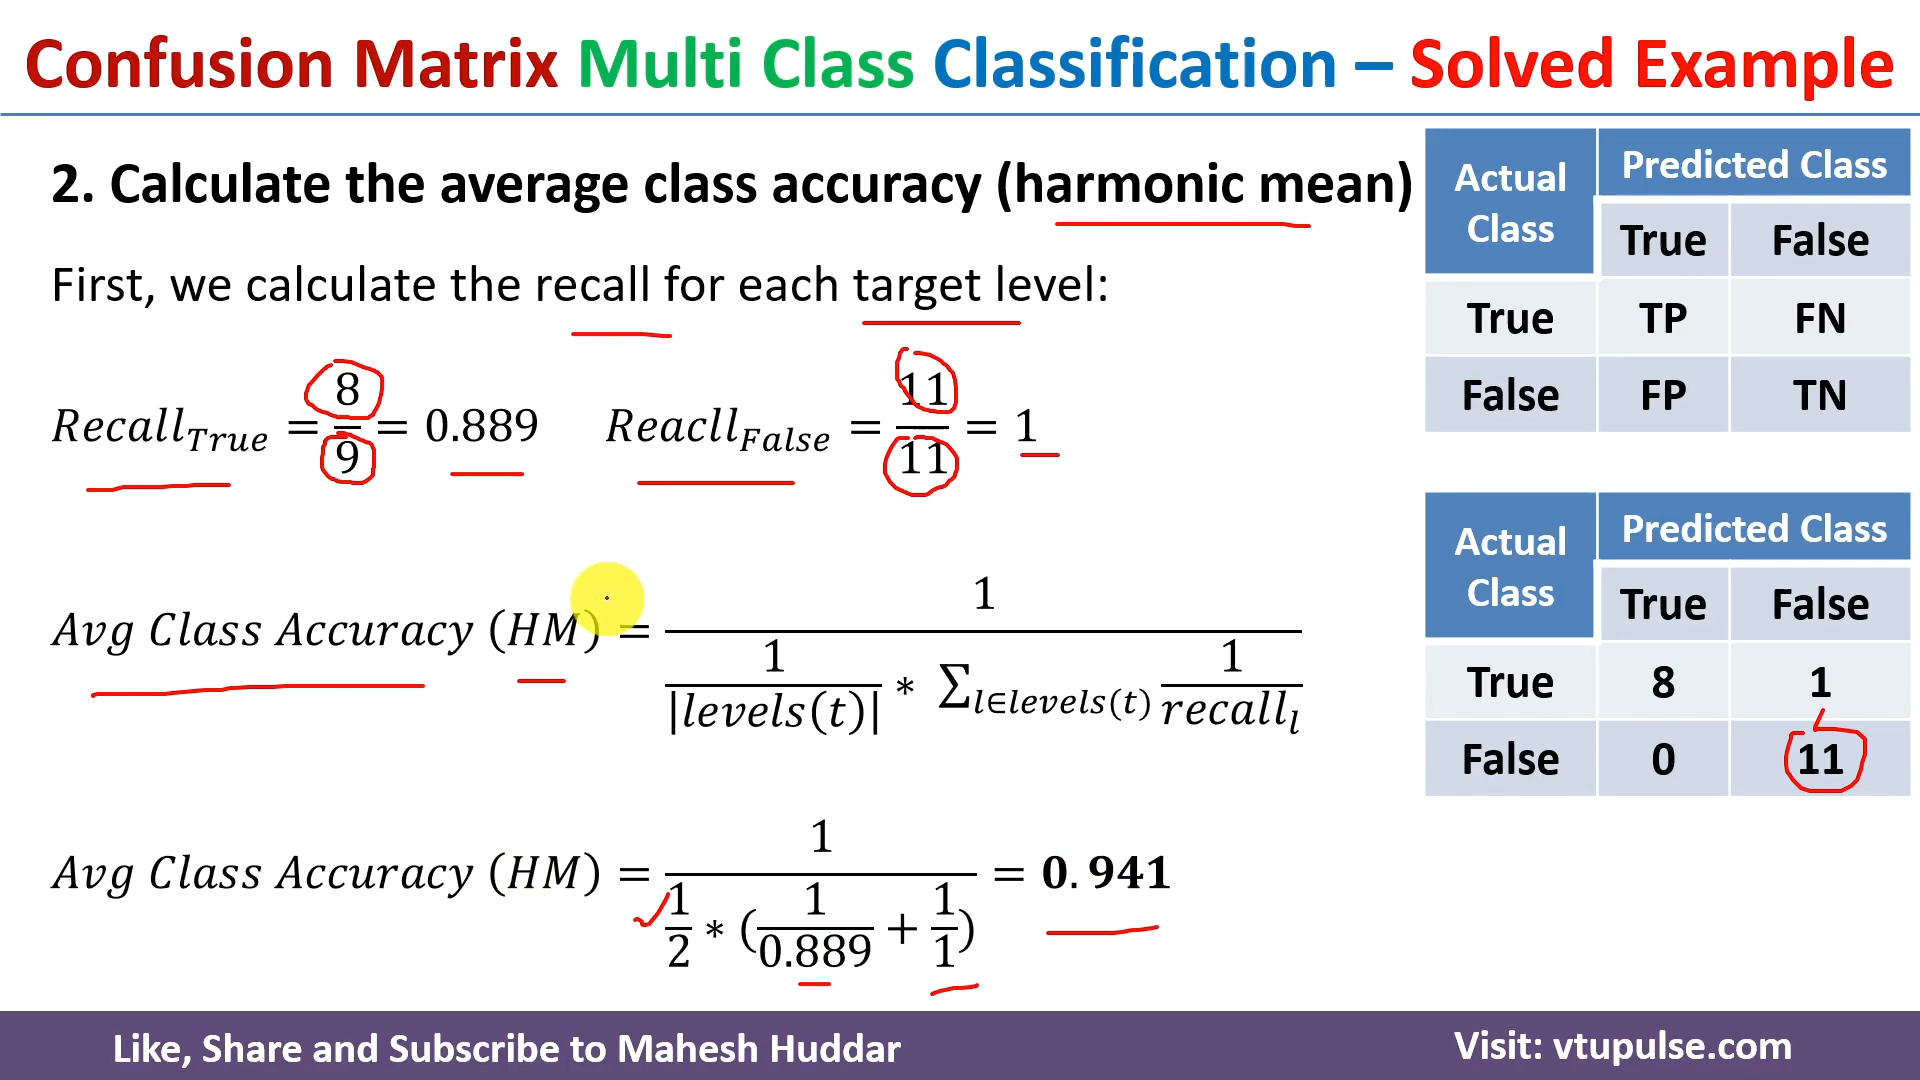 Confusion Matrix Multi Class Classification – Solved Example
2. Calculate the average class accuracy (harmonic mean)
First, we calculate the recall for each target level:
Recall_True = 8/9 = 0.889 Reacll_False = 11/11 = 1
Avg Class Accuracy (HM) = 1 / (1/|levels(t)| * ∑_{l∈levels(t)} 1/recall_l)
Avg Class Accuracy (HM) = 1 / (1/2 * (1/0.889 + 1/1)) = 0.941
Actual Class Predicted Class
True False
True TP FN
False FP TN
Actual Class Predicted Class
True False
True 8 1
False 0 11
Like, Share and Subscribe to Mahesh Huddar
Visit: vtupulse.com